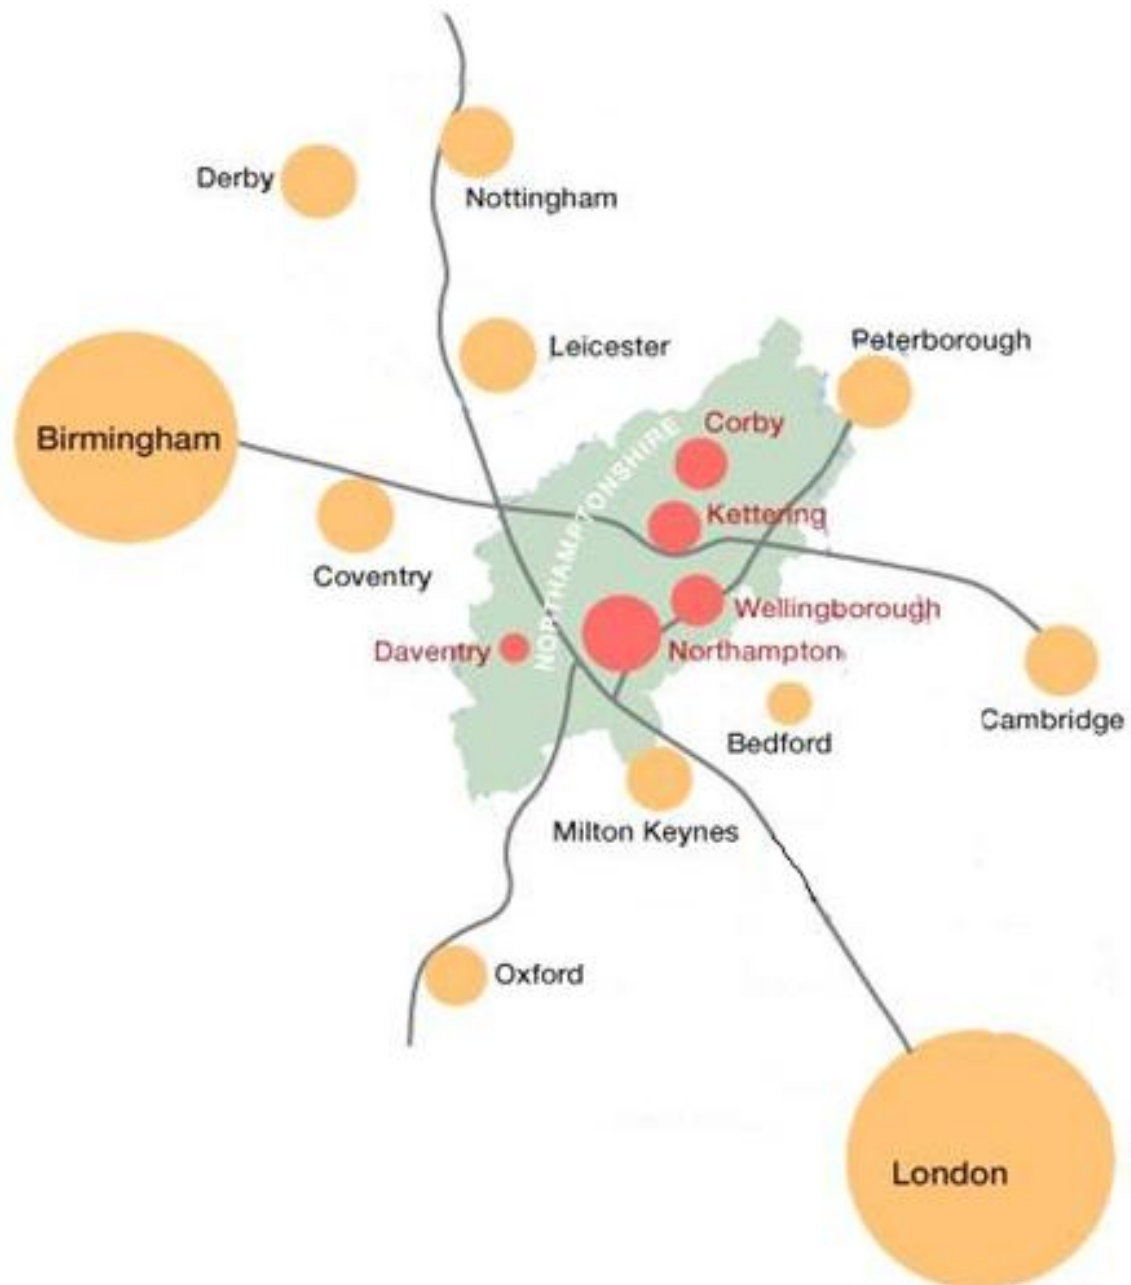 Nottingham
Derby
Leicester
Peterborough
Birmingham
Corby
NORTHAMPTONSHIRE
Kettering
Coventry
Wellingborough
Daventry
Northampton
Cambridge
Bedford
Milton Keynes
Oxford
London